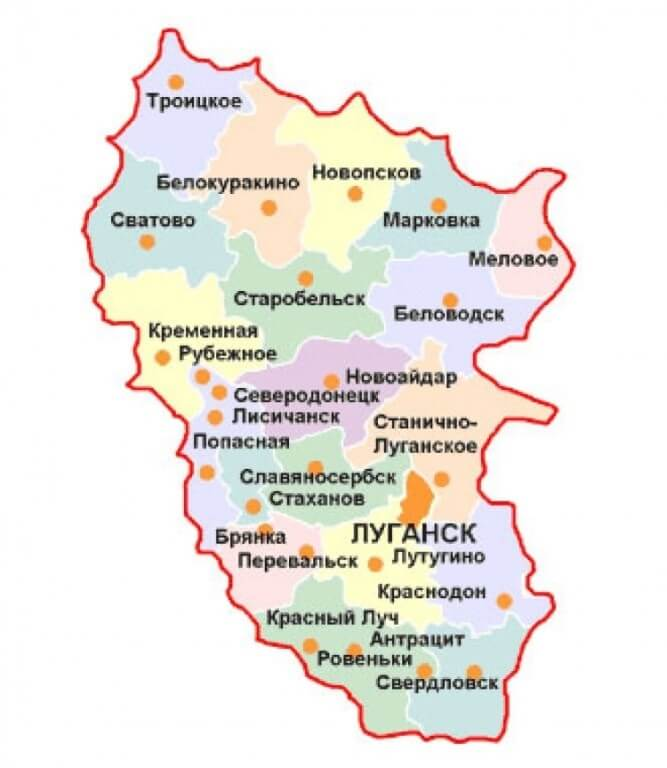 Троицкое
Новопсков
Белокуракино
Сватово
Марковка
Меловое
Старобельск
Беловодск
Кременная
Рубежное
Новоайдар
Северодонецк
Лисичанск
Станично-
Луганское
Попасная
Славяносербск
Стаханов
ЛУГАНСК
Брянка
Лутугино
Перевальск
Краснодон
Красный Луч
Антрацит
Ровеньки
Свердловск